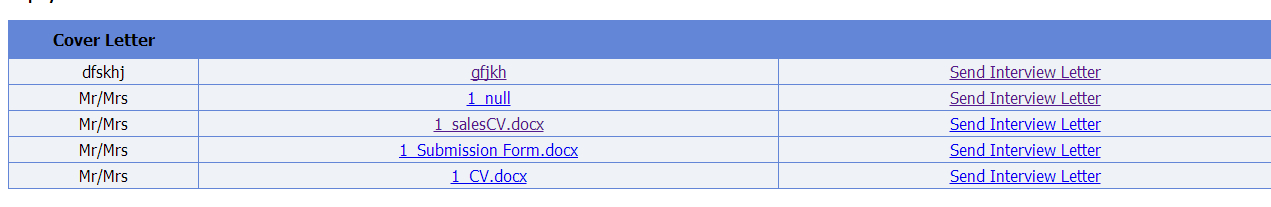 Cover Letter
dfskhj gfjkh Send Interview Letter
Mr/Mrs 1_null Send Interview Letter
Mr/Mrs 1_salesCV.docx Send Interview Letter
Mr/Mrs 1_Submission Form.docx Send Interview Letter
Mr/Mrs 1_CV.docx Send Interview Letter